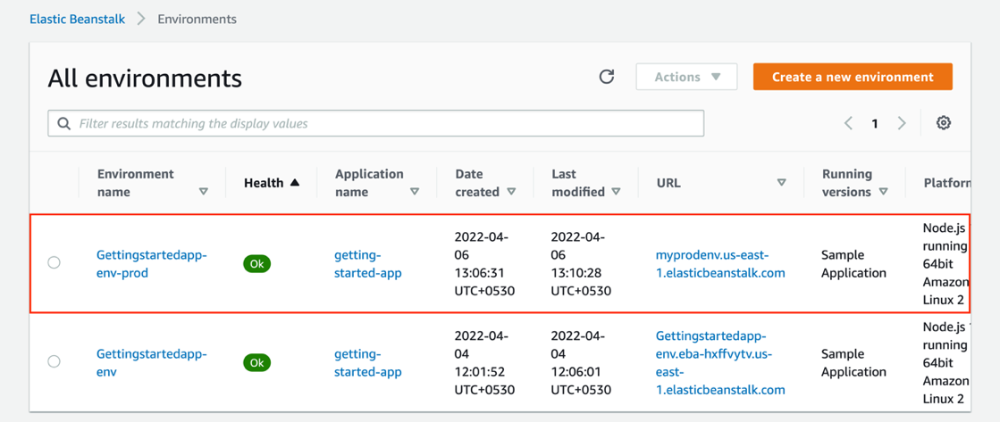 Elastic Beanstalk > Environments
All environments
Actions
Create a new environment
Filter results matching the display values
1
Environment
name
Health
Application
name
Date
created
Last
modified
URL
Running
versions
Platform
Gettingstartedapp-
env-prod
Ok
getting-
started-app
2022-04-
06
13:06:31
UTC+0530
2022-04-
06
13:10:28
UTC+0530
myprodenv.us-east-
1.elasticbeanstalk.com
Sample
Application
Node.js
running
64bit
Amazon
Linux 2
Gettingstartedapp-
env
Ok
getting-
started-app
2022-04-
04
12:01:52
UTC+0530
2022-04-
04
12:06:01
UTC+0530
Gettingstartedapp-
env.eba-hxffvytv.us-
east-
1.elasticbeanstalk.com
Sample
Application
Node.js
running
64bit
Amazon
Linux 2